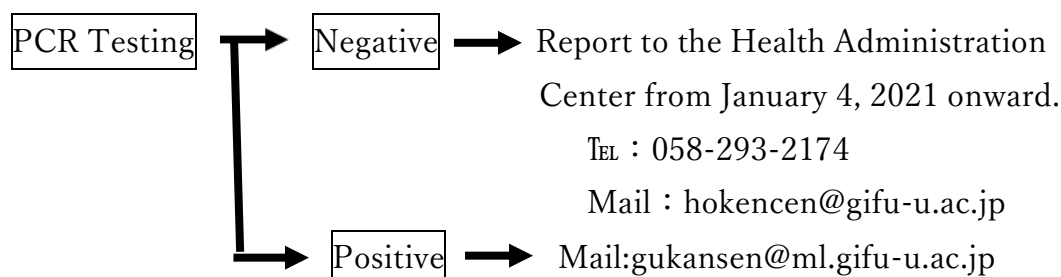 PCR Testing Negative Report to the Health Administration
Center from January 4, 2021 onward.
℡：058-293-2174
Mail：hokencen@gifu-u.ac.jp
Positive Mail:gukansen@ml.gifu-u.ac.jp